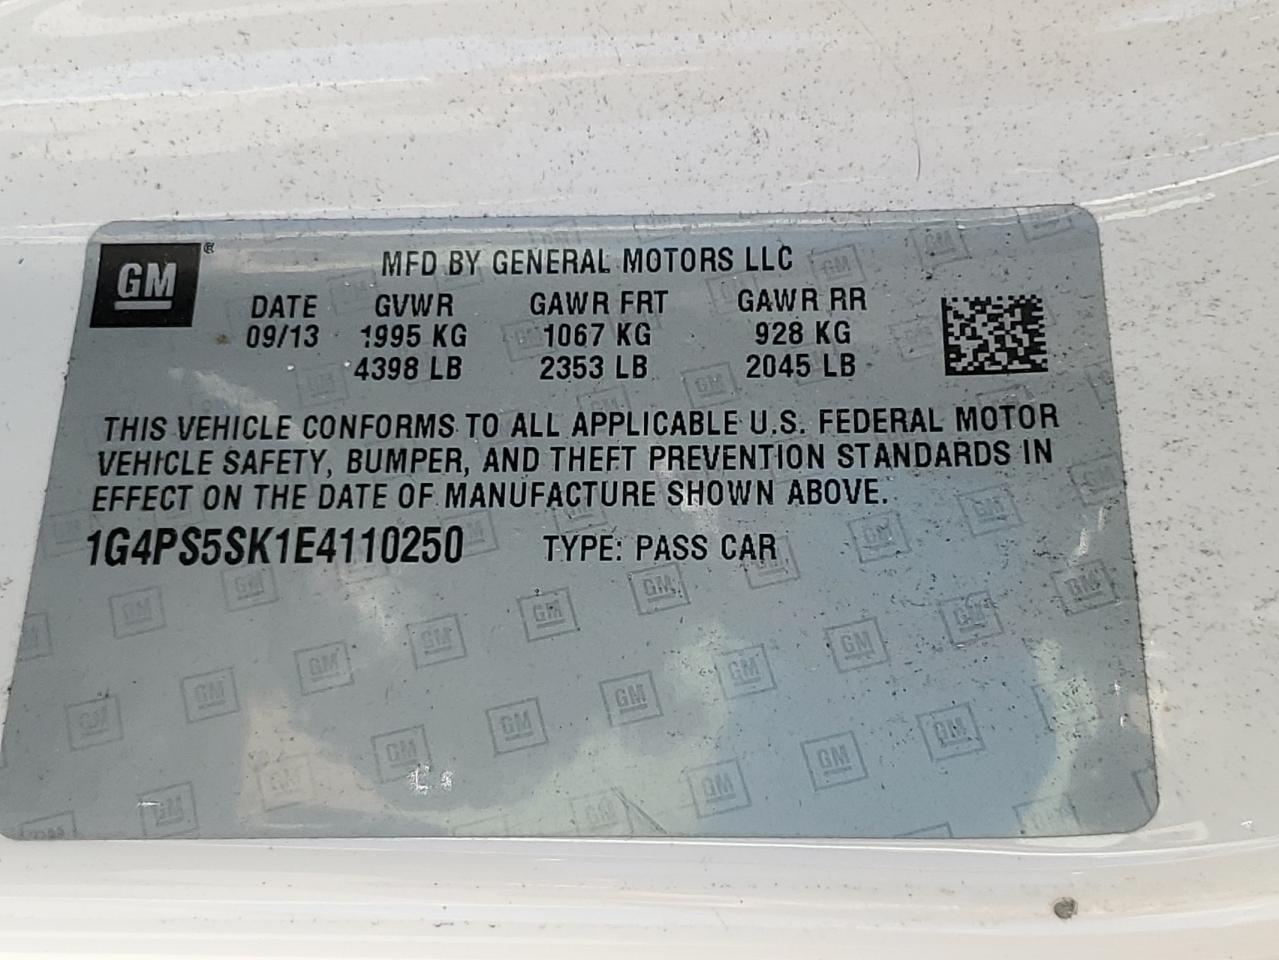 GM ®
MFD BY GENERAL MOTORS LLC
DATE GVWR GAWR FRT GAWR RR
09/13 1995 KG 1067 KG 928 KG
4398 LB 2353 LB 2045 LB
THIS VEHICLE CONFORMS TO ALL APPLICABLE U.S. FEDERAL MOTOR
VEHICLE SAFETY, BUMPER, AND THEFT PREVENTION STANDARDS IN
EFFECT ON THE DATE OF MANUFACTURE SHOWN ABOVE.
1G4PS5SK1E4110250 TYPE: PASS CAR